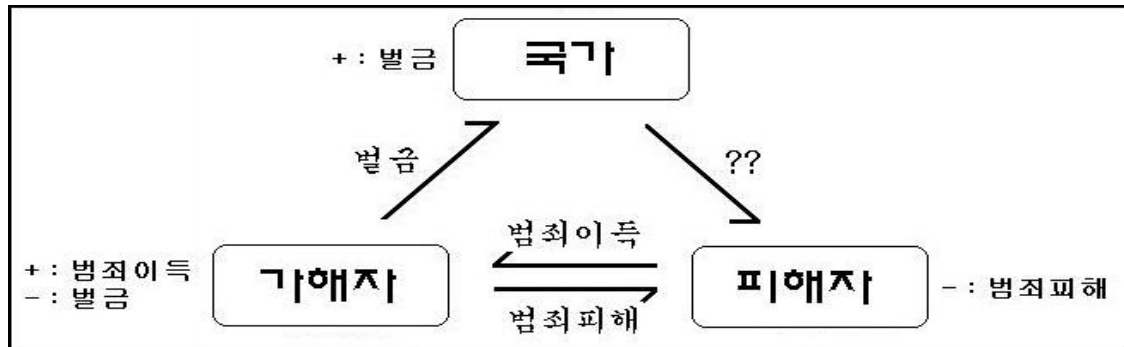 + : 벌금
국가
벌금
??
범죄이득
+ : 범죄이득
- : 벌금
가해자
피해자
- : 범죄피해
범죄피해